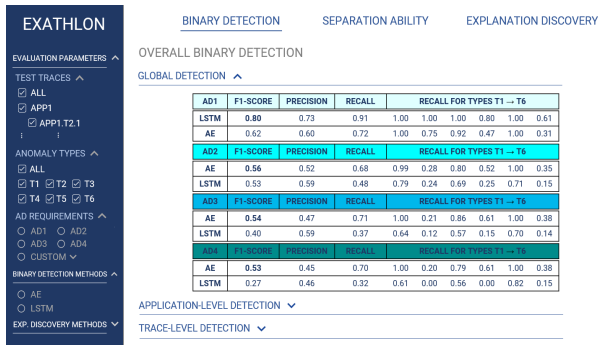 EXATHLON
EVALUATION PARAMETERS
TEST TRACES
ALL
APP1
APP1.T2.1
ANOMALY TYPES
ALL
T1 T2 T3
T4 T5 T6
AD REQUIREMENTS
AD1 AD2
AD3 AD4
CUSTOM
BINARY DETECTION METHODS
AE
LSTM
EXP. DISCOVERY METHODS
BINARY DETECTION SEPARATION ABILITY EXPLANATION DISCOVERY
OVERALL BINARY DETECTION
GLOBAL DETECTION
AD1 F1-SCORE PRECISION RECALL RECALL FOR TYPES T1 → T6
LSTM 0.80 0.73 0.91 1.00 1.00 1.00 0.80 1.00 0.61
AE 0.62 0.60 0.72 1.00 0.75 0.92 0.47 1.00 0.31
AD2 F1-SCORE PRECISION RECALL RECALL FOR TYPES T1 → T6
AE 0.56 0.52 0.68 0.99 0.28 0.80 0.52 1.00 0.35
LSTM 0.53 0.59 0.48 0.79 0.24 0.69 0.25 0.71 0.15
AD3 F1-SCORE PRECISION RECALL RECALL FOR TYPES T1 → T6
AE 0.54 0.47 0.71 1.00 0.21 0.86 0.61 1.00 0.38
LSTM 0.40 0.59 0.37 0.64 0.12 0.57 0.15 0.70 0.14
AD4 F1-SCORE PRECISION RECALL RECALL FOR TYPES T1 → T6
AE 0.53 0.45 0.70 1.00 0.20 0.79 0.61 1.00 0.38
LSTM 0.27 0.46 0.32 0.61 0.00 0.56 0.00 0.82 0.15
APPLICATION-LEVEL DETECTION
TRACE-LEVEL DETECTION